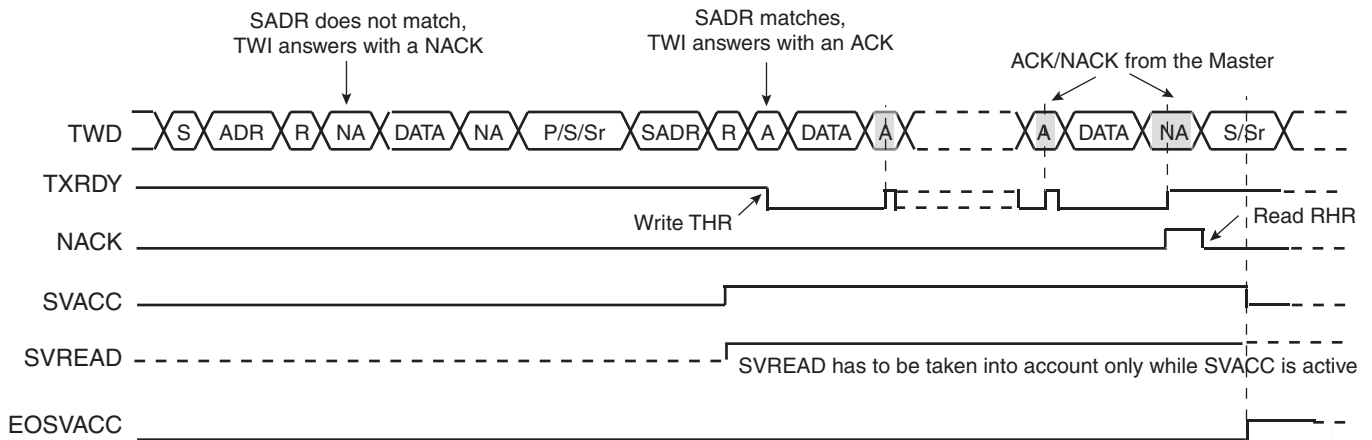 SADR does not match,
TWI answers with a NACK
SADR matches,
TWI answers with an ACK
ACK/NACK from the Master
TWD S ADR R NA DATA NA P/S/Sr SADR R A DATA A A DATA NA S/Sr
TXRDY
Write THR
Read RHR
NACK
SVACC
SVREAD
SVREAD has to be taken into account only while SVACC is active
EOSVACC